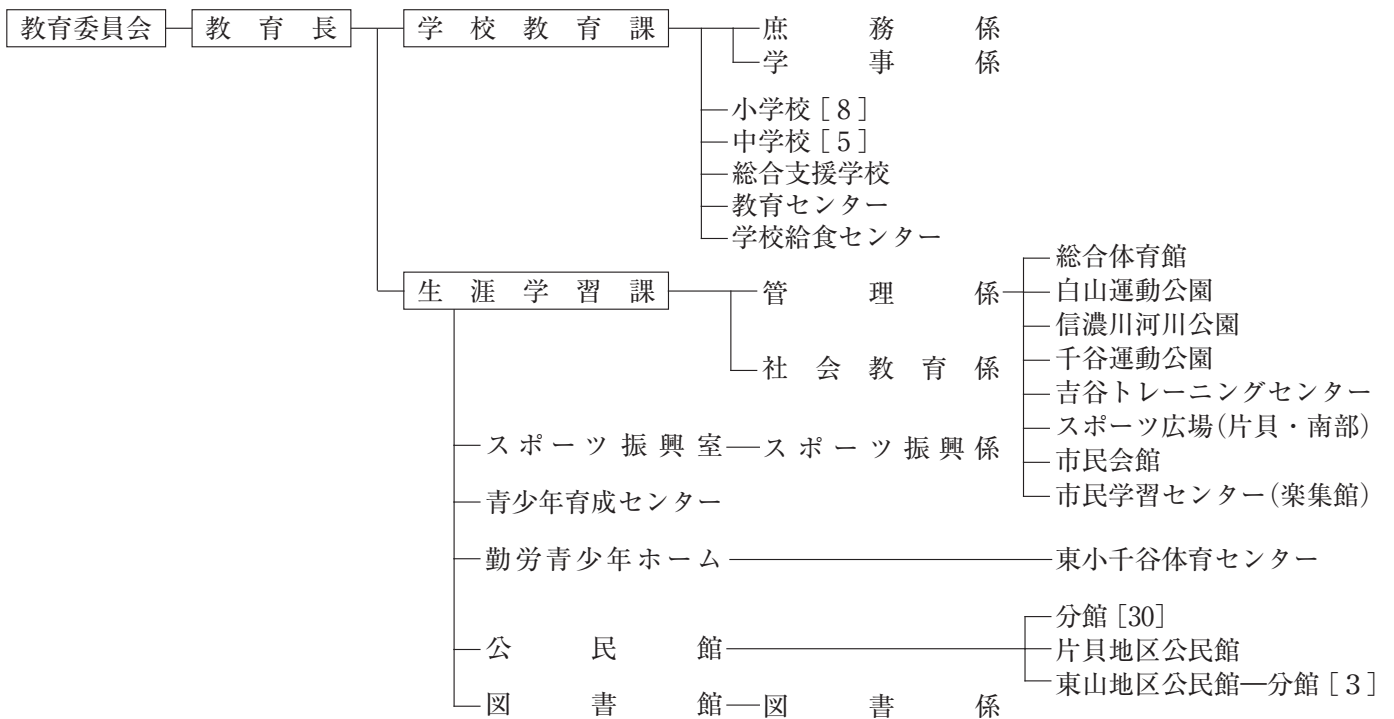 教育委員会 教育長 学校教育課 庶務係
学事係
小学校［8］
中学校［5］
総合支援学校
教育センター
学校給食センター
生涯学習課 管理係
社会教育係
総合体育館
白山運動公園
信濃川河川公園
千谷運動公園
吉谷トレーニングセンター
スポーツ広場(片貝・南部)
市民会館
市民学習センター(楽集館)
スポーツ振興室 スポーツ振興係
青少年育成センター
勤労青少年ホーム 東小千谷体育センター
公民館
分館［30］
片貝地区公民館
東山地区公民館 分館［3］
図書館 図書係